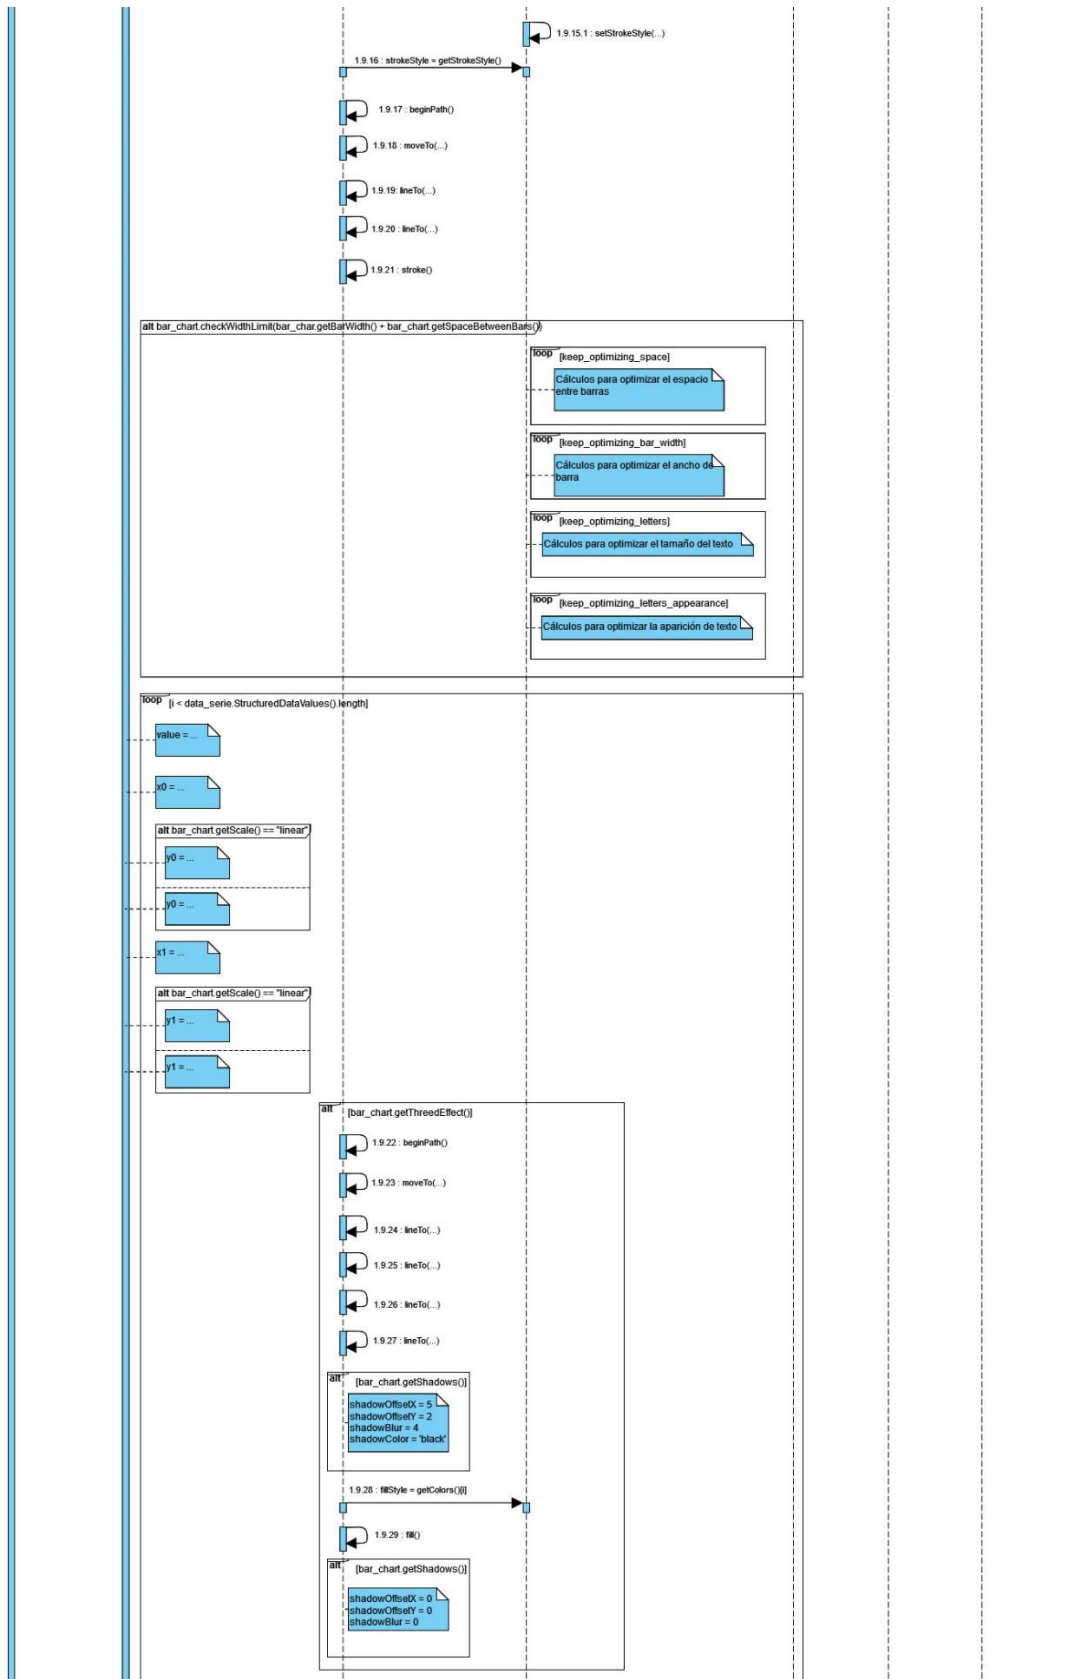 1.9.15.1 : setStrokeStyle(...)
1.9.16 : strokeStyle = getStrokeStyle()
1.9.17 : beginPath()
1.9.18 : moveTo(...)
1.9.19: lineTo(...)
1.9.20 : lineTo(...)
1.9.21 : stroke()
alt bar_chart.checkWidthLimit(bar_char.getBarWidth() + bar_chart.getSpaceBetweenBars())
loop [keep_optimizing_space]
Cálculos para optimizar el espacio
entre barras
loop [keep_optimizing_bar_width]
Cálculos para optimizar el ancho de
barra
loop [keep_optimizing_letters]
Cálculos para optimizar el tamaño del texto
loop [keep_optimizing_letters_appearance]
Cálculos para optimizar la aparición de texto
loop [i < data_serie.StructuredDataValues().length]
value = ...
x0 = ...
alt bar_chart.getScale() == "linear"
y0 = ...
y0 = ...
x1 = ...
alt bar_chart.getScale() == "linear"
y1 = ...
y1 = ...
alt [bar_chart.getThreedEffect()]
1.9.22 : beginPath()
1.9.23 : moveTo(...)
1.9.24 : lineTo(...)
1.9.25 : lineTo(...)
1.9.26 : lineTo(...)
1.9.27 : lineTo(...)
alt [bar_chart.getShadows()]
shadowOffsetX = 5
shadowOffsetY = 2
shadowBlur = 4
shadowColor = 'black'
1.9.28 : fillStyle = getColors()[i]
1.9.29 : fill()
alt [bar_chart.getShadows()]
shadowOffsetX = 0
shadowOffsetY = 0
shadowBlur = 0